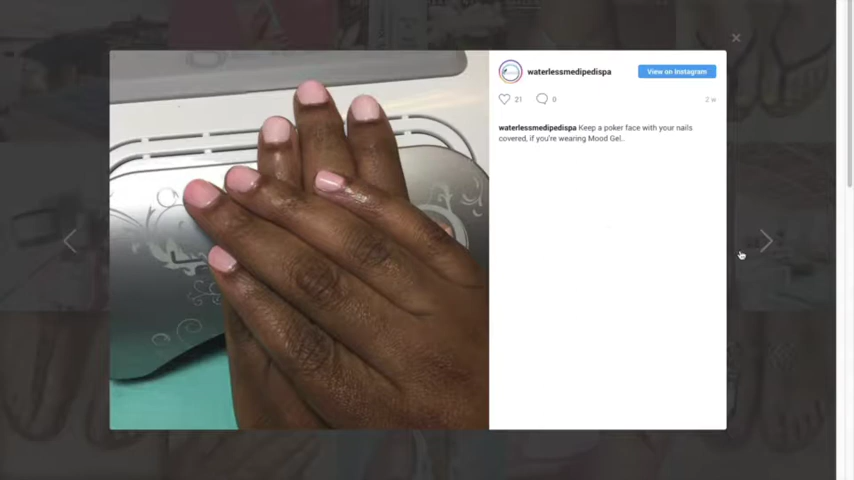 waterlessmedipedispa
View on Instagram
21
0
2 w
waterlessmedipedispa Keep a poker face with your nails
covered, if you're wearing Mood Gel..